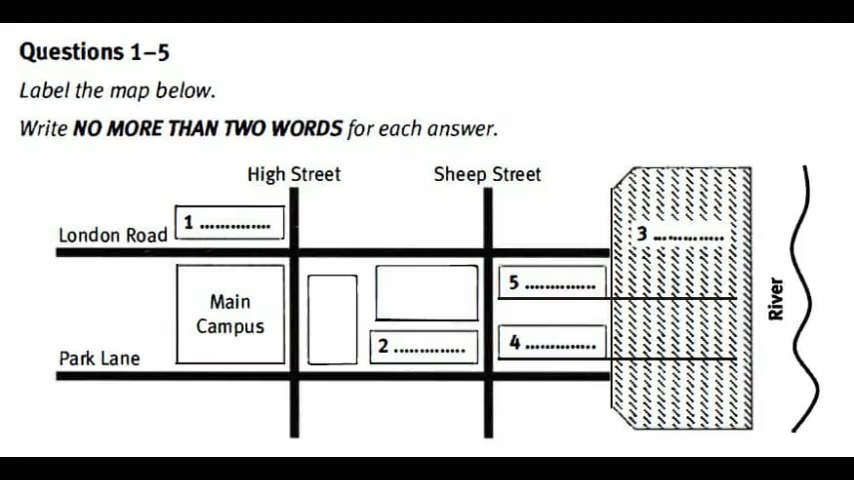 Questions 1–5
Label the map below.
Write NO MORE THAN TWO WORDS for each answer.
High Street
Sheep Street
London Road
1 ..............
3 ..............
5 ..............
Main
Campus
River
Park Lane
2 ..............
4 ..............